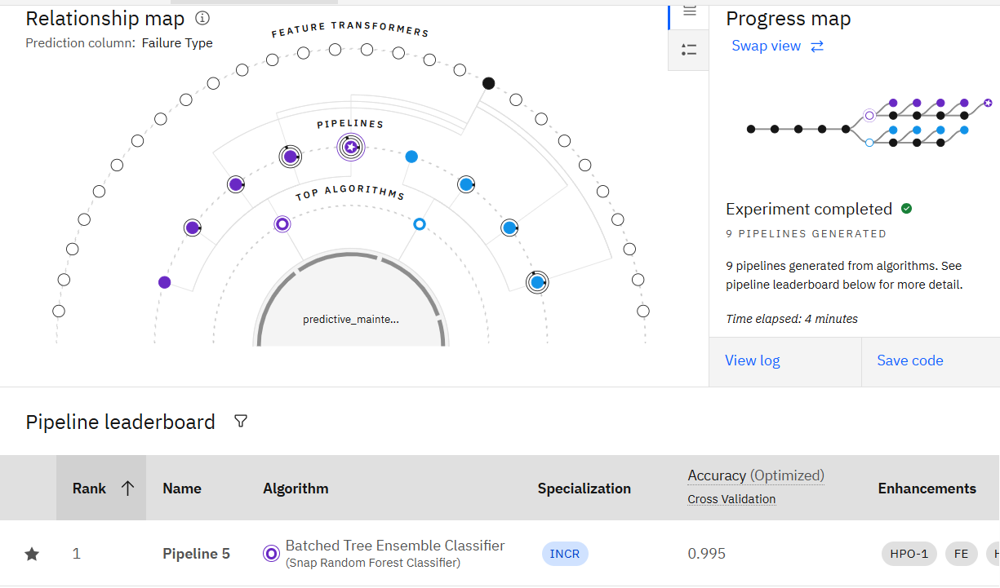 Relationship map
Prediction column: Failure Type
FEATURE TRANSFORMERS
PIPELINES
TOP ALGORITHMS
predictive_mainte...
Progress map
Swap view
Experiment completed
9 PIPELINES GENERATED
9 pipelines generated from algorithms. See
pipeline leaderboard below for more detail.
Time elapsed: 4 minutes
View log
Save code
Pipeline leaderboard
Rank
Name
Algorithm
Specialization
Accuracy (Optimized)
Cross Validation
Enhancements
1
Pipeline 5
Batched Tree Ensemble Classifier
(Snap Random Forest Classifier)
INCR
0.995
HPO-1
FE